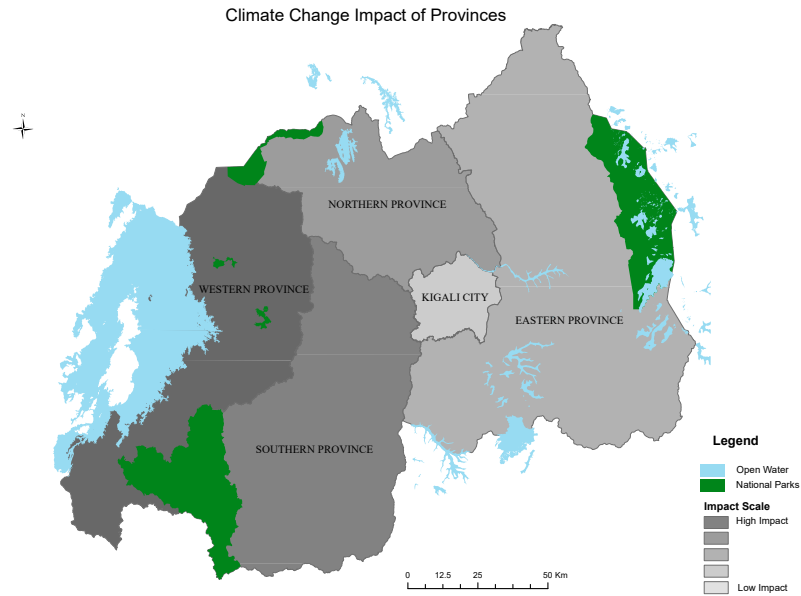 Climate Change Impact of Provinces
N
NORTHERN PROVINCE
WESTERN PROVINCE
KIGALI CITY
EASTERN PROVINCE
SOUTHERN PROVINCE
Legend
Open Water
National Parks
Impact Scale
High Impact
Low Impact
0 12.5 25 50 Km